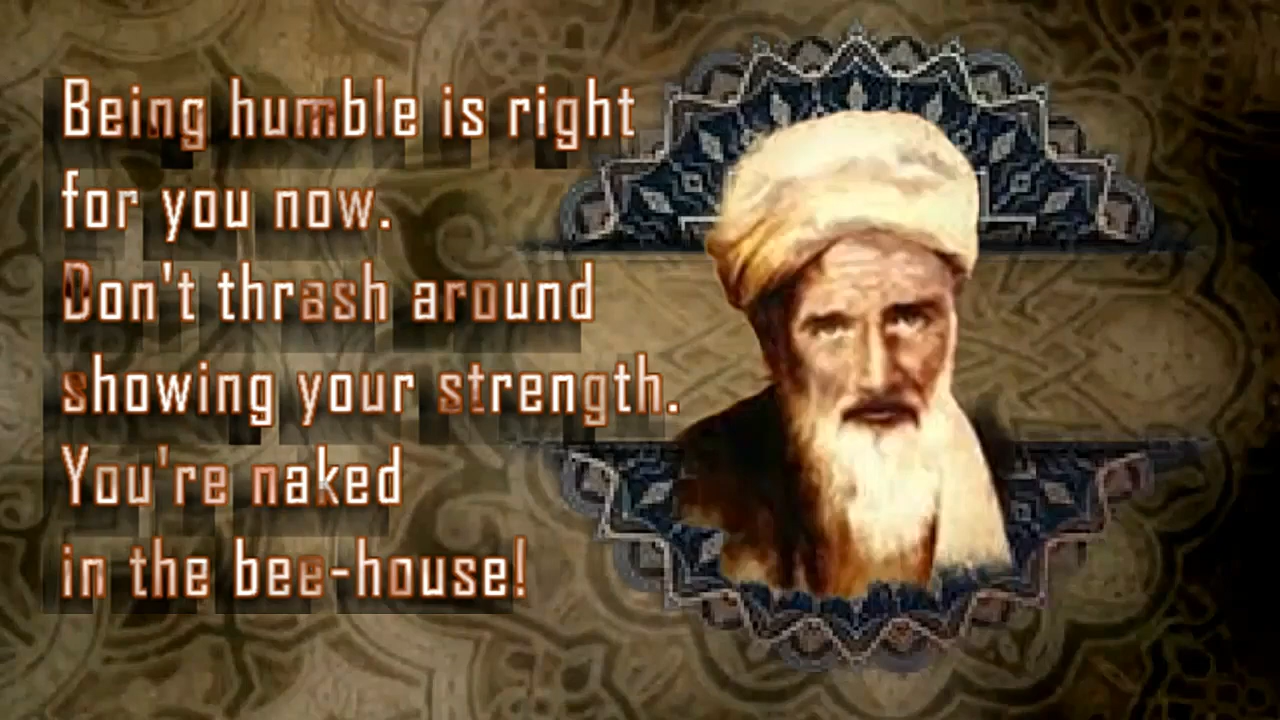 Being humble is right
for you now.
Don't thrash around
showing your strength.
You're naked
in the bee-house!